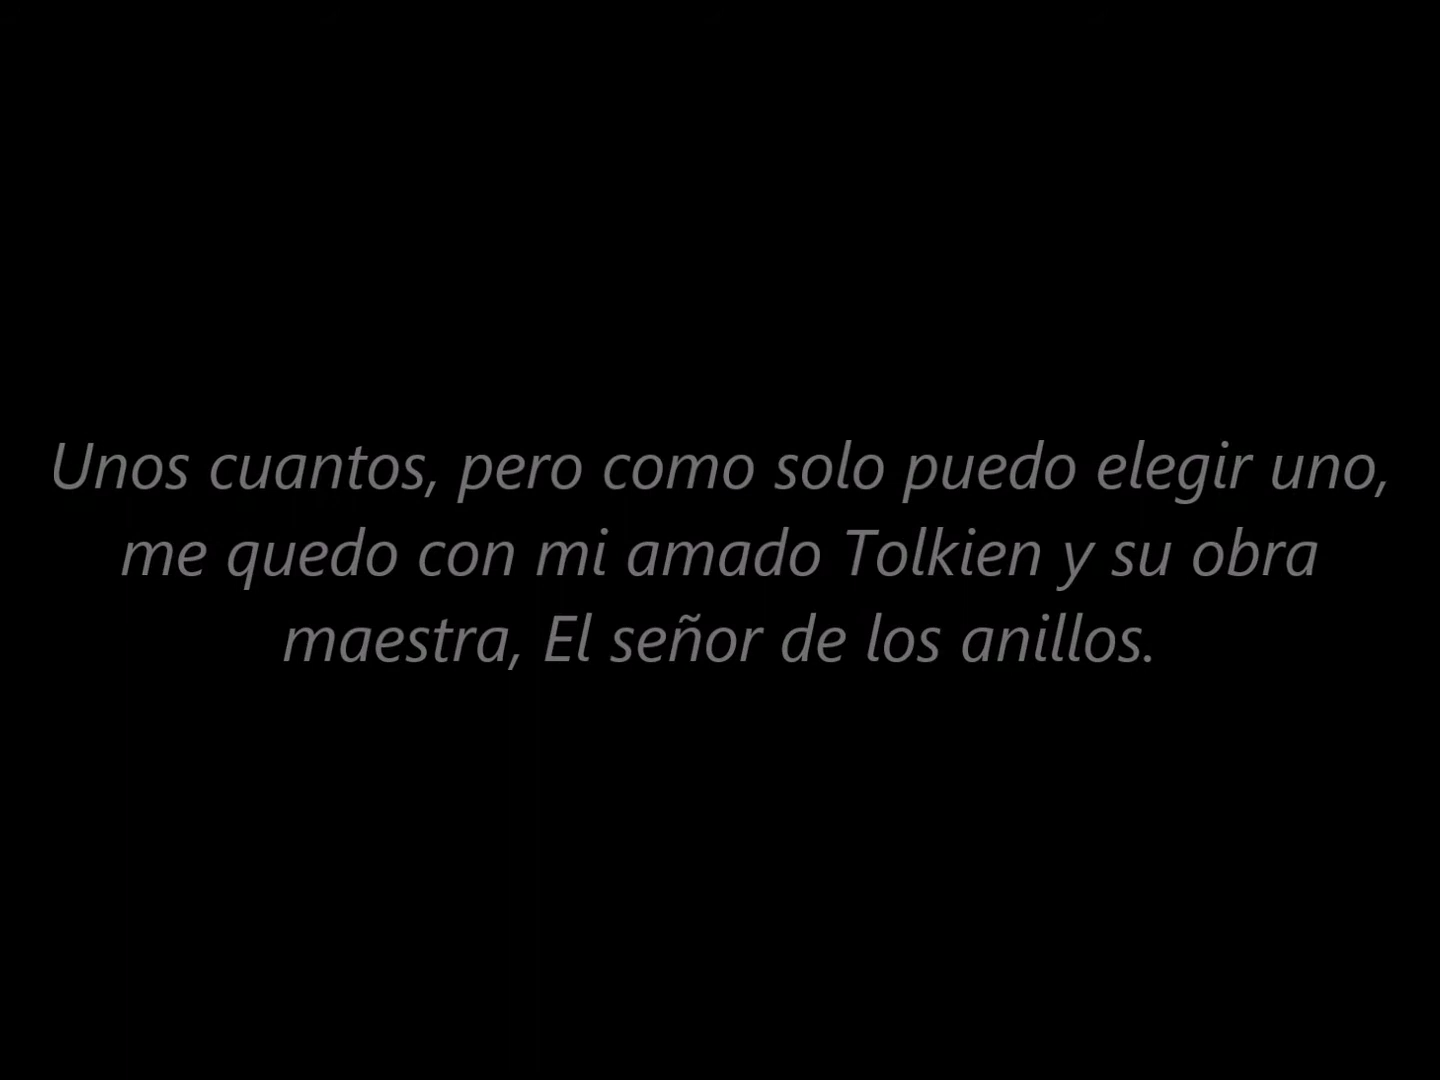 Unos cuantos, pero como solo puedo elegir uno,
me quedo con mi amado Tolkien y su obra
maestra, El señor de los anillos.